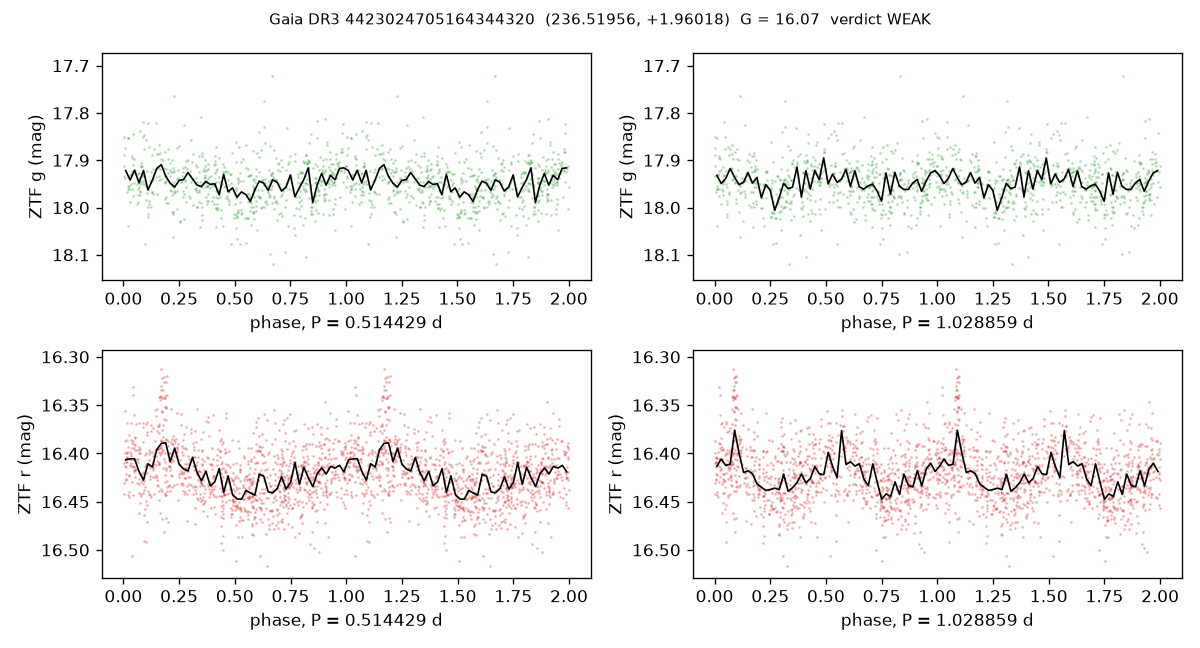 Gaia DR3 4423024705164344320  (236.51956, +1.96018)  G = 16.07  verdict WEAK
ZTF g (mag)
17.7
17.8
17.9
18.0
18.1
0.00 0.25 0.50 0.75 1.00 1.25 1.50 1.75 2.00
phase, P = 0.514429 d
ZTF g (mag)
17.7
17.8
17.9
18.0
18.1
0.00 0.25 0.50 0.75 1.00 1.25 1.50 1.75 2.00
phase, P = 1.028859 d
ZTF r (mag)
16.30
16.35
16.40
16.45
16.50
0.00 0.25 0.50 0.75 1.00 1.25 1.50 1.75 2.00
phase, P = 0.514429 d
ZTF r (mag)
16.30
16.35
16.40
16.45
16.50
0.00 0.25 0.50 0.75 1.00 1.25 1.50 1.75 2.00
phase, P = 1.028859 d